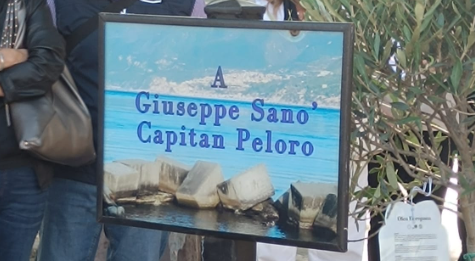 A
Giuseppe Sano'
Capitan Peloro